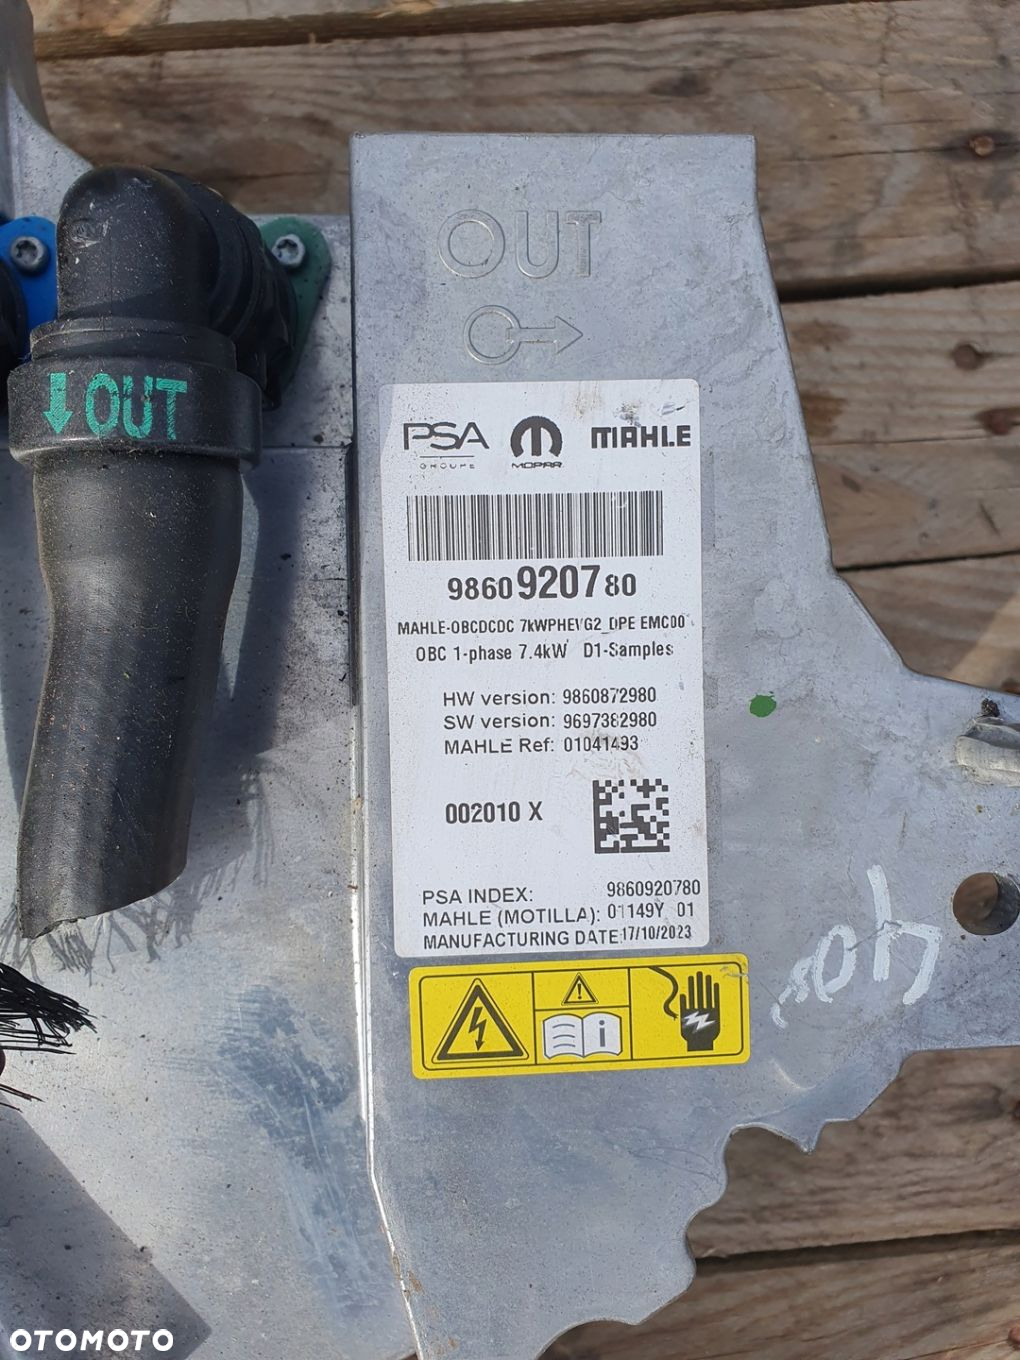 OUT
OUT
PSA
GROUPE
MOPAR
MAHLE
9860920780
MAHLE-OBCDCDC 7kWPHEVG2_DPE EMC00
OBC 1-phase 7.4kW D1-Samples
HW version: 9860872980
SW version: 9697382980
MAHLE Ref: 01041493
002010 X
PSA INDEX: 9860920780
MAHLE (MOTILLA): 01149Y 01
MANUFACTURING DATE: 17/10/2023
OTOMOTO